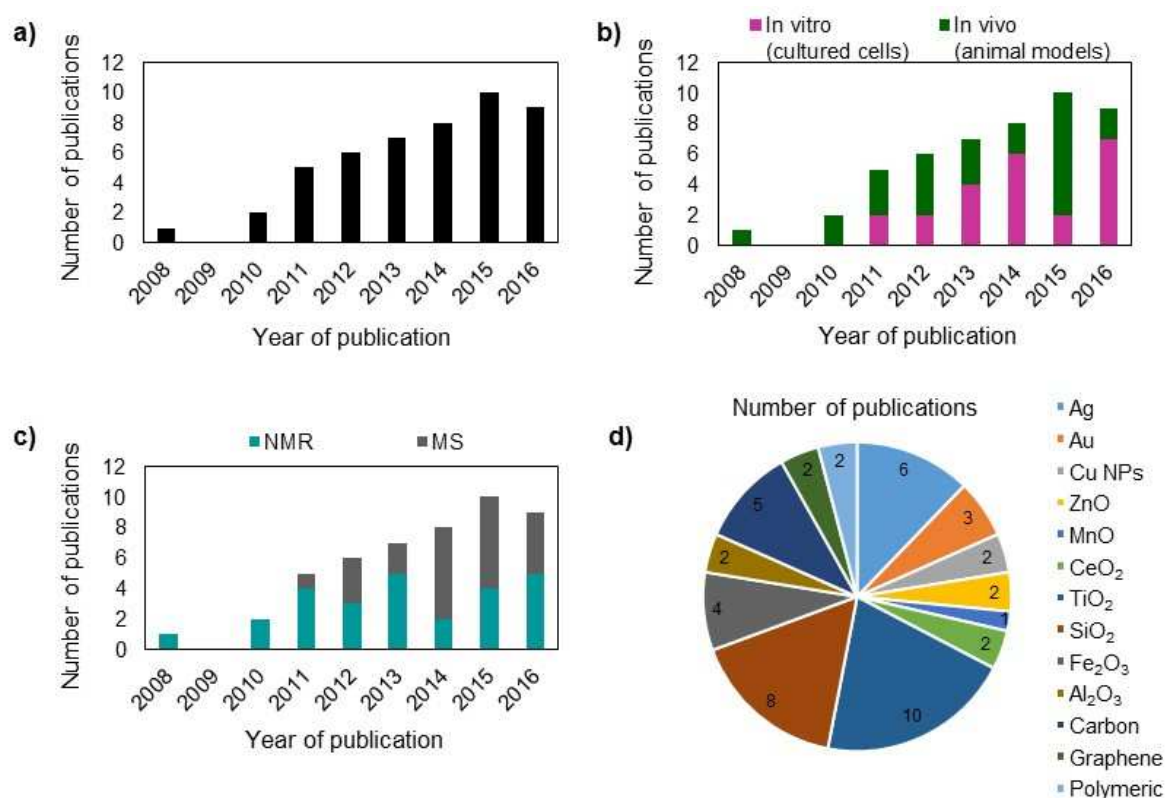 a)
Number of publications
12
10
8
6
4
2
0
2008
2009
2010
2011
2012
2013
2014
2015
2016
Year of publication
b)
In vitro
(cultured cells)
In vivo
(animal models)
Number of publications
12
10
8
6
4
2
0
2008
2009
2010
2011
2012
2013
2014
2015
2016
Year of publication
c)
NMR
MS
Number of publications
12
10
8
6
4
2
0
2008
2009
2010
2011
2012
2013
2014
2015
2016
Year of publication
d)
Number of publications
6
3
2
2
1
2
10
8
4
2
5
2
2
Ag
Au
Cu NPs
ZnO
MnO
CeO₂
TiO₂
SiO₂
Fe₂O₃
Al₂O₃
Carbon
Graphene
Polymeric